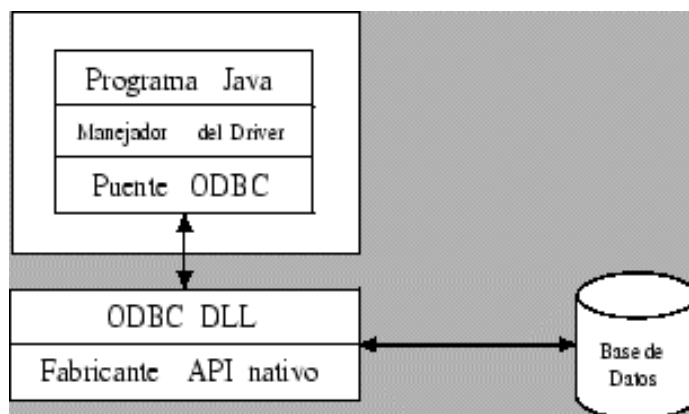 Programa Java
Manejador del Driver
Puente ODBC
ODBC DLL
Fabricante API nativo
Base de
Datos